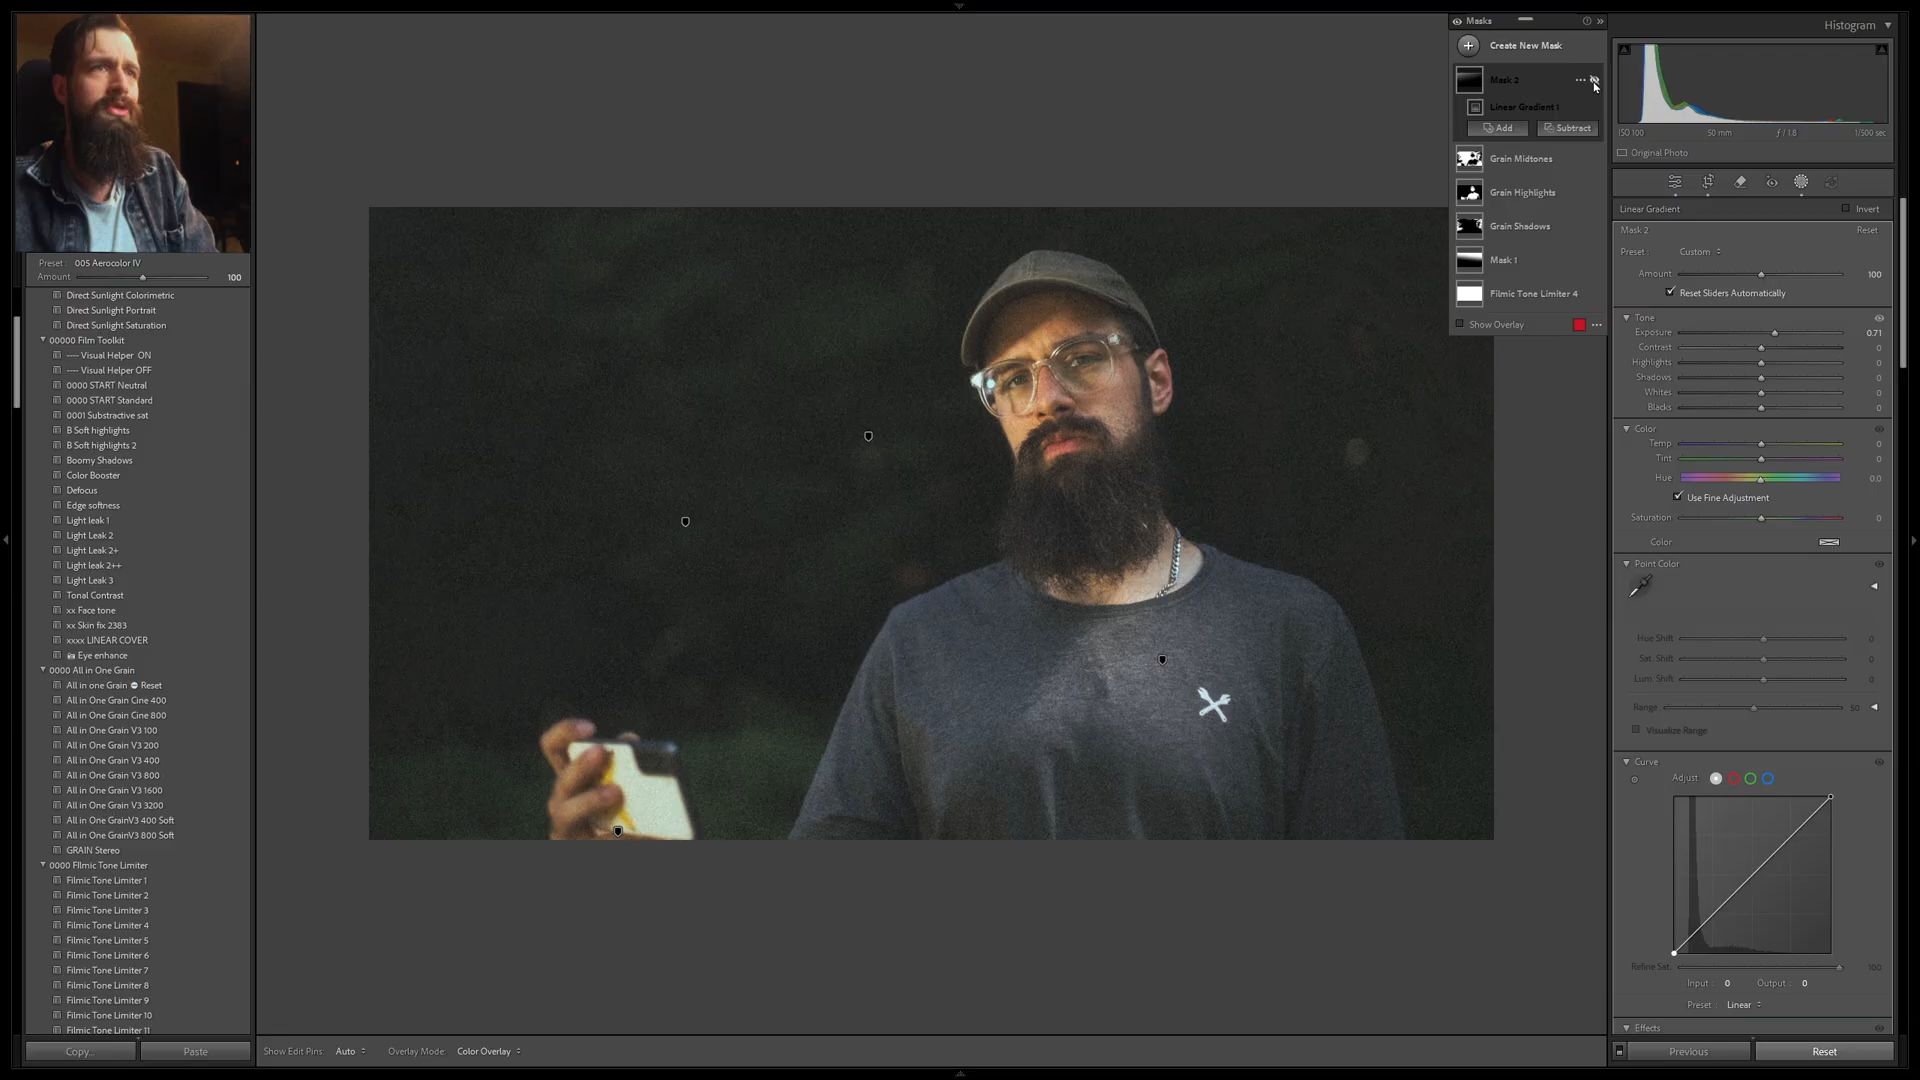 Preset : 005 Aerocolor IV
Amount 100
Direct Sunlight Colorimetric
Direct Sunlight Portrait
Direct Sunlight Saturation
00000 Film Toolkit
---- Visual Helper ON
---- Visual Helper OFF
0000 START Neutral
0000 START Standard
0001 Substractive sat
B Soft highlights
B Soft highlights 2
Boomy Shadows
Color Booster
Defocus
Edge softness
Light leak 1
Light Leak 2
Light Leak 2+
Light leak 2++
Light Leak 3
Tonal Contrast
xx Face tone
xx Skin fix 2383
xxxx LINEAR COVER
📷 Eye enhance
0000 All in One Grain
All in one Grain ⛔ Reset
All in One Grain Cine 400
All in One Grain Cine 800
All in One Grain V3 100
All in One Grain V3 200
All in One Grain V3 400
All in One Grain V3 800
All in One Grain V3 1600
All in One Grain V3 3200
All in One GrainV3 400 Soft
All in One GrainV3 800 Soft
GRAIN Stereo
0000 FIlmic Tone Limiter
Filmic Tone Limiter 1
Filmic Tone Limiter 2
Filmic Tone Limiter 3
Filmic Tone Limiter 4
Filmic Tone Limiter 5
Filmic Tone Limiter 6
Filmic Tone Limiter 7
Filmic Tone Limiter 8
Filmic Tone Limiter 9
Filmic Tone Limiter 10
Filmic Tone Limiter 11
Copy...
Paste
Show Edit Pins: Auto
Overlay Mode: Color Overlay
Masks
Create New Mask
Mask 2
Linear Gradient 1
Add
Subtract
Grain Midtones
Grain Highlights
Grain Shadows
Mask 1
Filmic Tone Limiter 4
Show Overlay
Histogram
ISO 100 50 mm ƒ / 1.8 1/500 sec
Original Photo
Linear Gradient
Invert
Mask 2
Reset
Preset : Custom
Amount 100
Reset Sliders Automatically
Tone
Exposure 0.71
Contrast 0
Highlights 0
Shadows 0
Whites 0
Blacks 0
Color
Temp 0
Tint 0
Hue 0.0
Use Fine Adjustment
Saturation 0
Color
Point Color
Hue Shift 0
Sat. Shift 0
Lum. Shift 0
Range 50
Visualize Range
Curve
Adjust
Refine Sat. 100
Input : 0 Output : 0
Preset : Linear
Effects
Previous
Reset